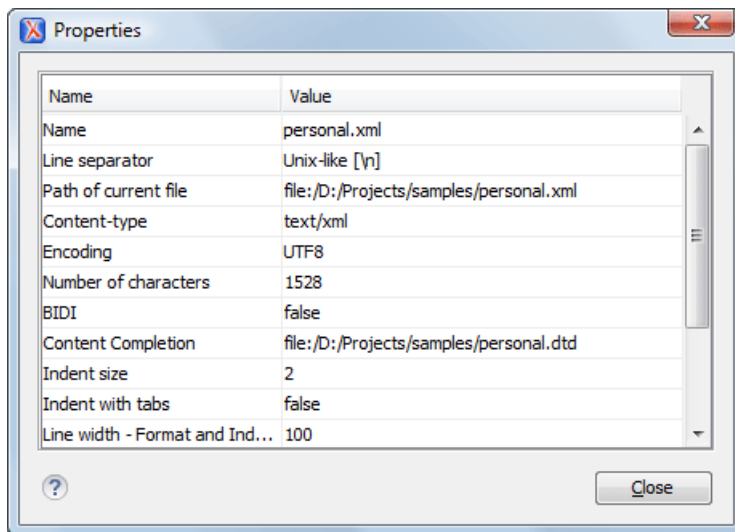 Properties
Name Value
Name personal.xml
Line separator Unix-like [\n]
Path of current file file:/D:/Projects/samples/personal.xml
Content-type text/xml
Encoding UTF8
Number of characters 1528
BIDI false
Content Completion file:/D:/Projects/samples/personal.dtd
Indent size 2
Indent with tabs false
Line width - Format and Ind... 100
? Close